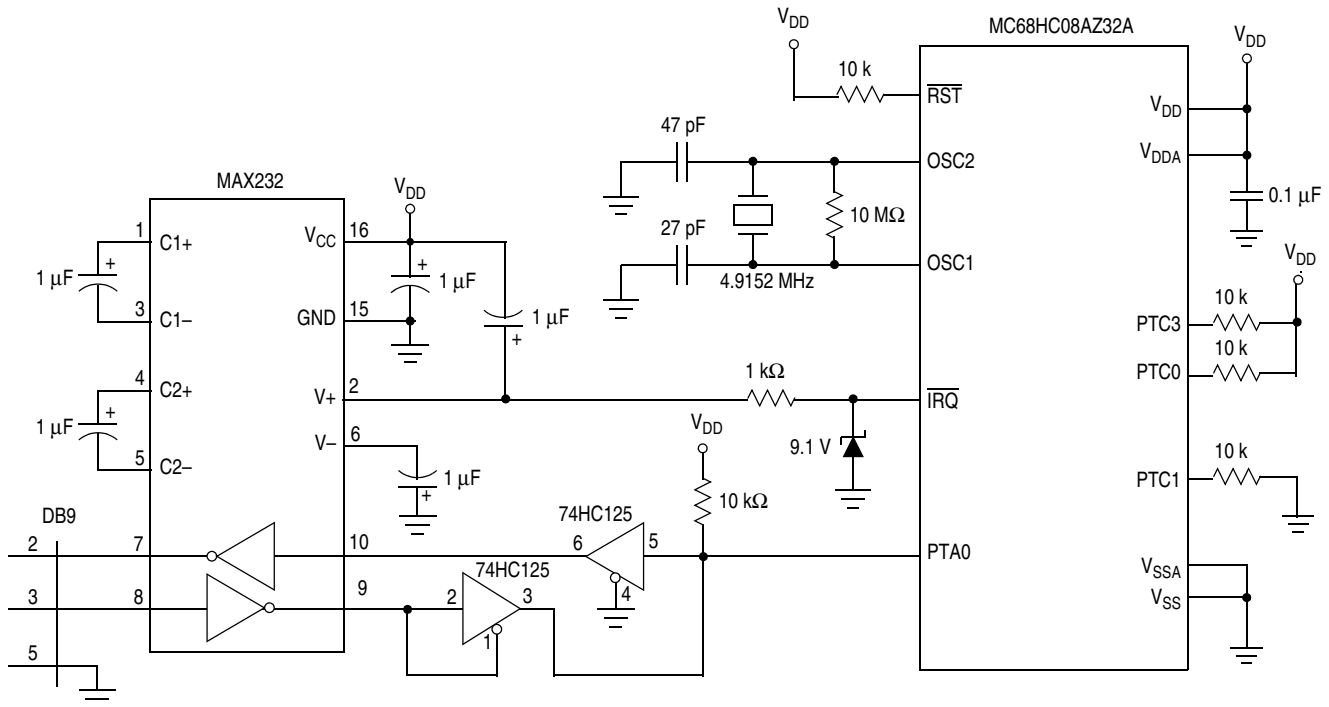 VDD
MC68HC08AZ32A
VDD
10 k
RST
VDD
47 pF
OSC2
VDDA
MAX232
VDD
10 MΩ
0.1 µF
1
C1+
VCC
16
27 pF
OSC1
VDD
1 µF
+
+
1 µF
4.9152 MHz
3
C1–
GND
15
1 µF
+
PTC3
10 k
10 k
4
C2+
V+
2
1 kΩ
IRQ
PTC0
1 µF
+
V–
6
VDD
9.1 V
5
C2–
1 µF
+
10 kΩ
PTC1
10 k
DB9
74HC125
2
7
10
6
5
PTA0
74HC125
4
VSSA
3
8
9
2
3
VSS
1
5